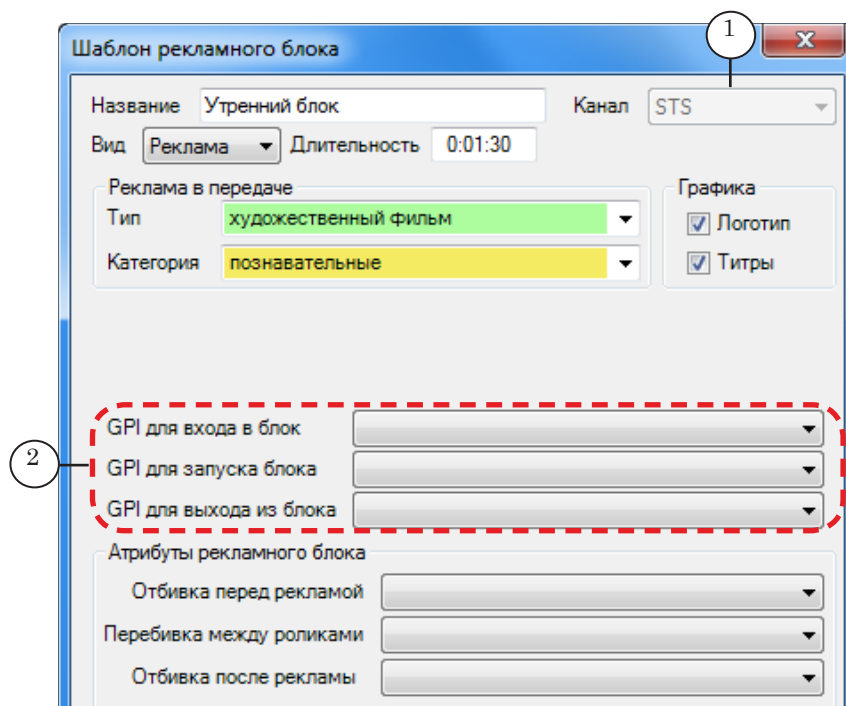 1
Шаблон рекламного блока
Название Утренний блок Канал STS
Вид Реклама Длительность 0:01:30
Реклама в передаче Графика
Тип художественный фильм Логотип
Категория познавательные Титры
2
GPI для входа в блок
GPI для запуска блока
GPI для выхода из блока
Атрибуты рекламного блока
Отбивка перед рекламой
Перебивка между роликами
Отбивка после рекламы